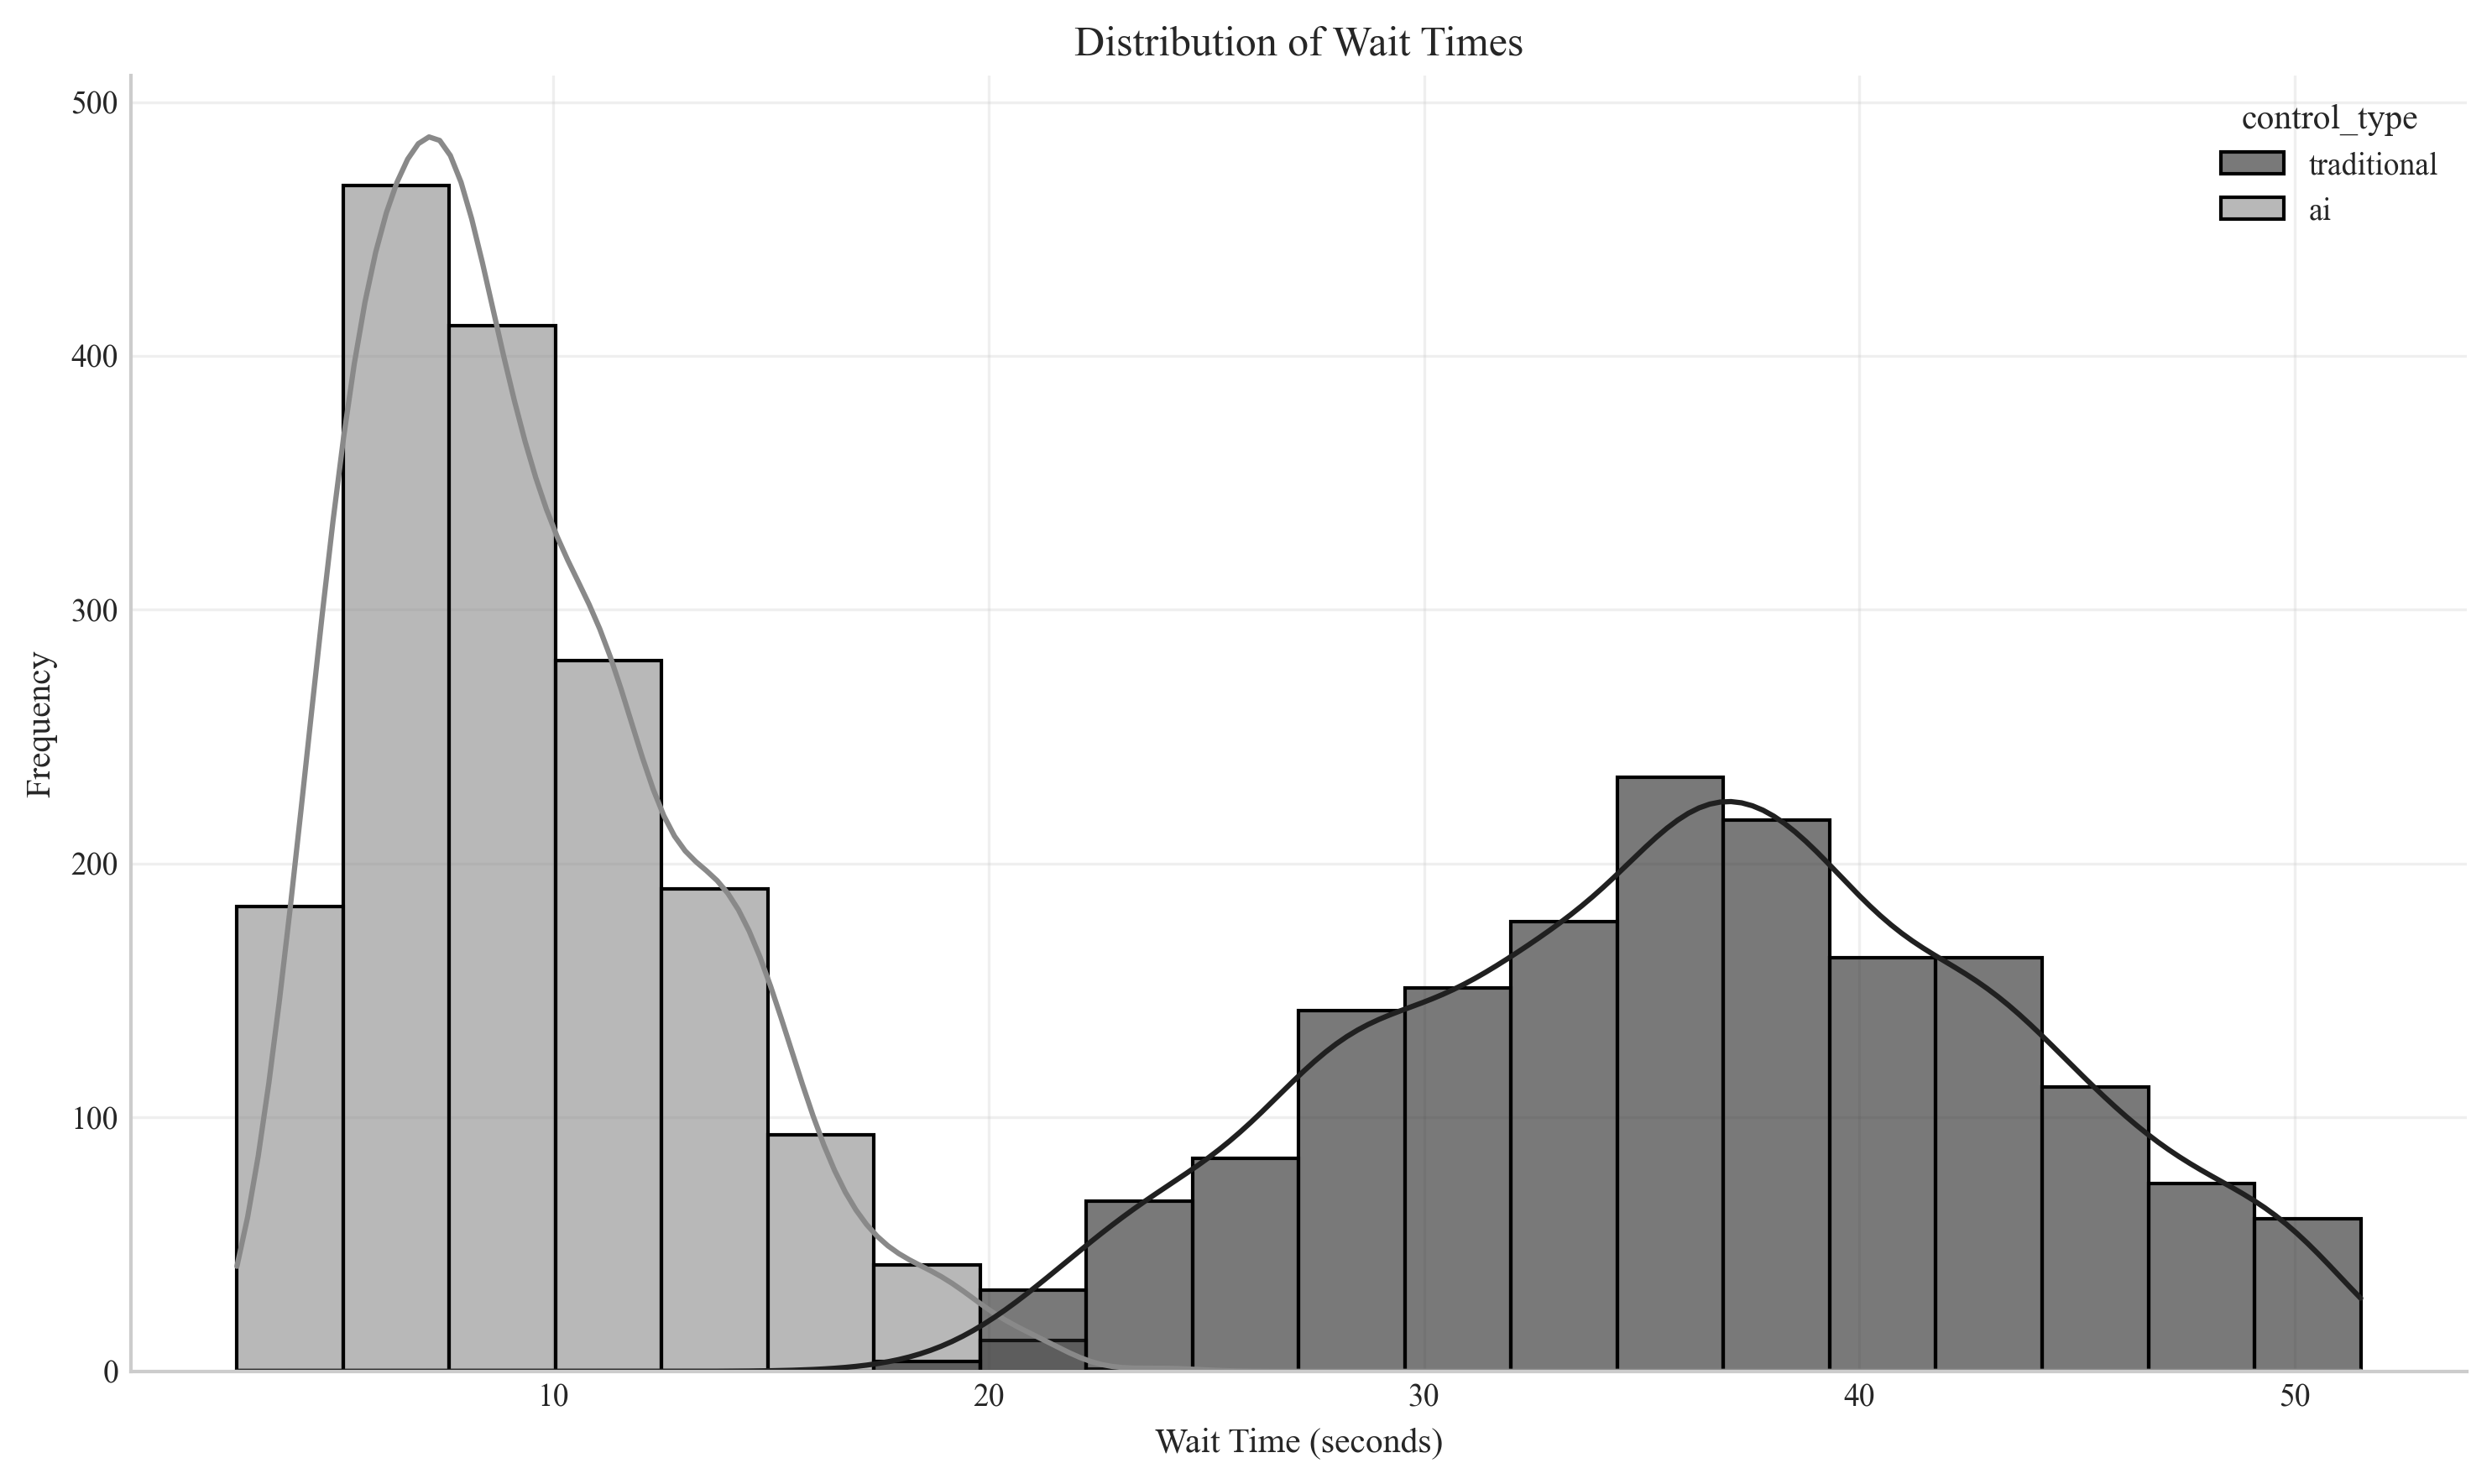 Distribution of Wait Times
500
400
300
200
100
0
Frequency
10
20
30
40
50
Wait Time (seconds)
control_type
traditional
ai